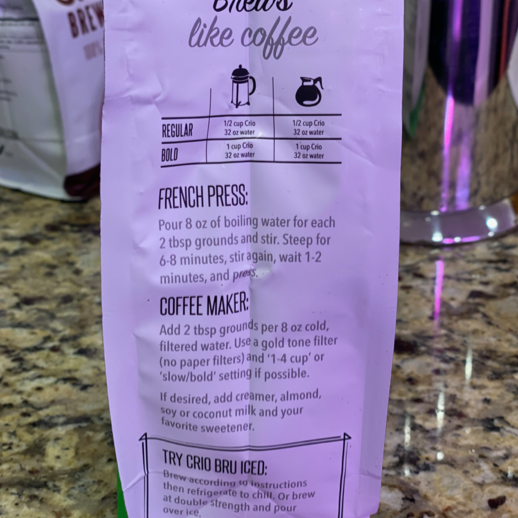 BREW
Brews
like coffee
1/2 cup Crio 1/2 cup Crio
REGULAR 32 oz water 32 oz water
1 cup Crio 1 cup Crio
BOLD 32 oz water 32 oz water
FRENCH PRESS:
Pour 8 oz of boiling water for each
2 tbsp grounds and stir. Steep for
6-8 minutes, stir again, wait 1-2
minutes, and press.
COFFEE MAKER:
Add 2 tbsp grounds per 8 oz cold,
filtered water. Use a gold tone filter
(no paper filters) and '1-4 cup' or
'slow/bold' setting if possible.
If desired, add creamer, almond,
soy or coconut milk and your
favorite sweetener.
TRY CRIO BRU ICED:
Brew according to instructions
then refrigerate to chill. Or brew
at double strength and pour
over ice.